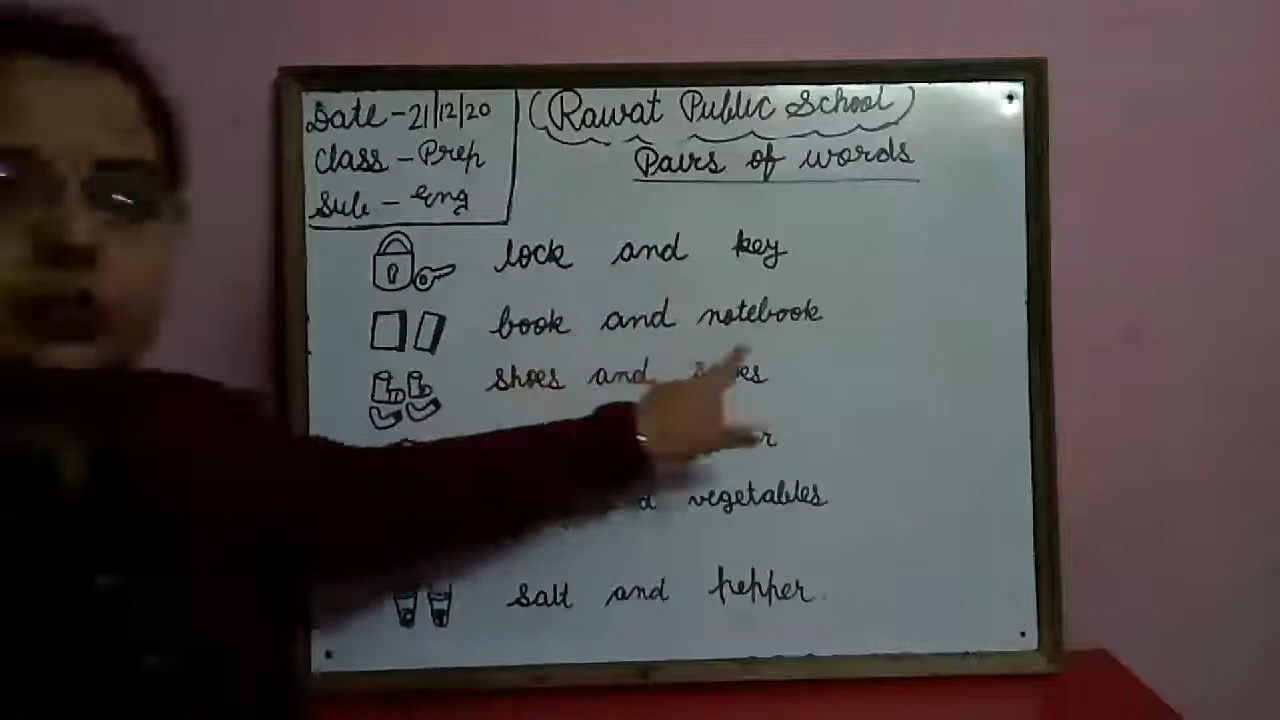 Date - 21/12/20
Class - Prep
Sub - Eng
(Rawat Public School)
Pairs of words
lock and key
book and notebook
shoes and
vegetables
salt and pepper.